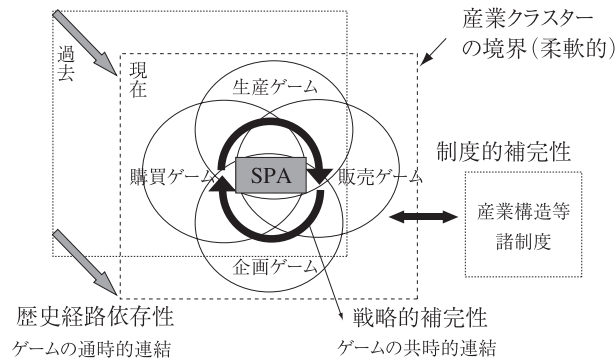 産業クラスター
の境界(柔軟的)
過去
現在
生産ゲーム
購買ゲーム
SPA
販売ゲーム
企画ゲーム
制度的補完性
産業構造等
諸制度
歴史経路依存性
ゲームの通時的連結
戦略的補完性
ゲームの共時的連結